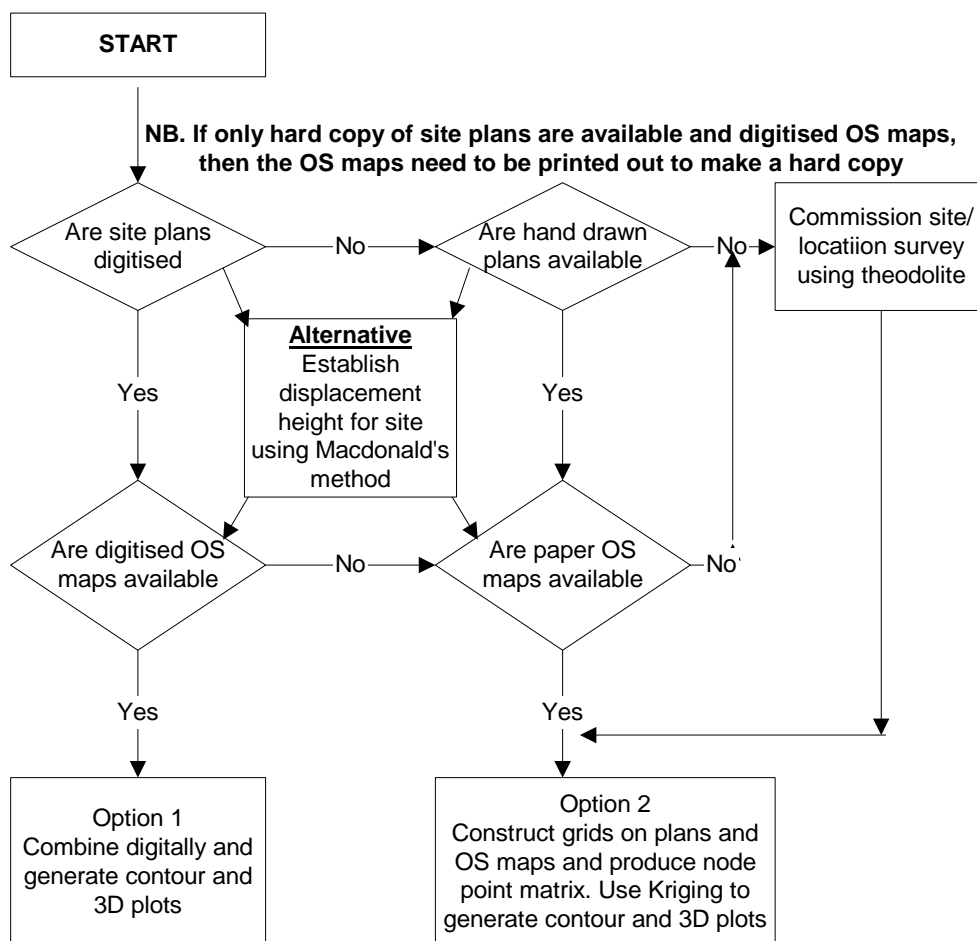 START
NB. If only hard copy of site plans are available and digitised OS maps,
then the OS maps need to be printed out to make a hard copy
Are site plans
digitised
No
Are hand drawn
plans available
No
Commission site/
locatiion survey
using theodolite
Alternative
Establish
displacement
height for site
using Macdonald's
method
Yes
Yes
Are digitised OS
maps available
No
Are paper OS
maps available
No
Yes
Yes
Option 1
Combine digitally and
generate contour and
3D plots
Option 2
Construct grids on plans and
OS maps and produce node
point matrix. Use Kriging to
generate contour and 3D plots